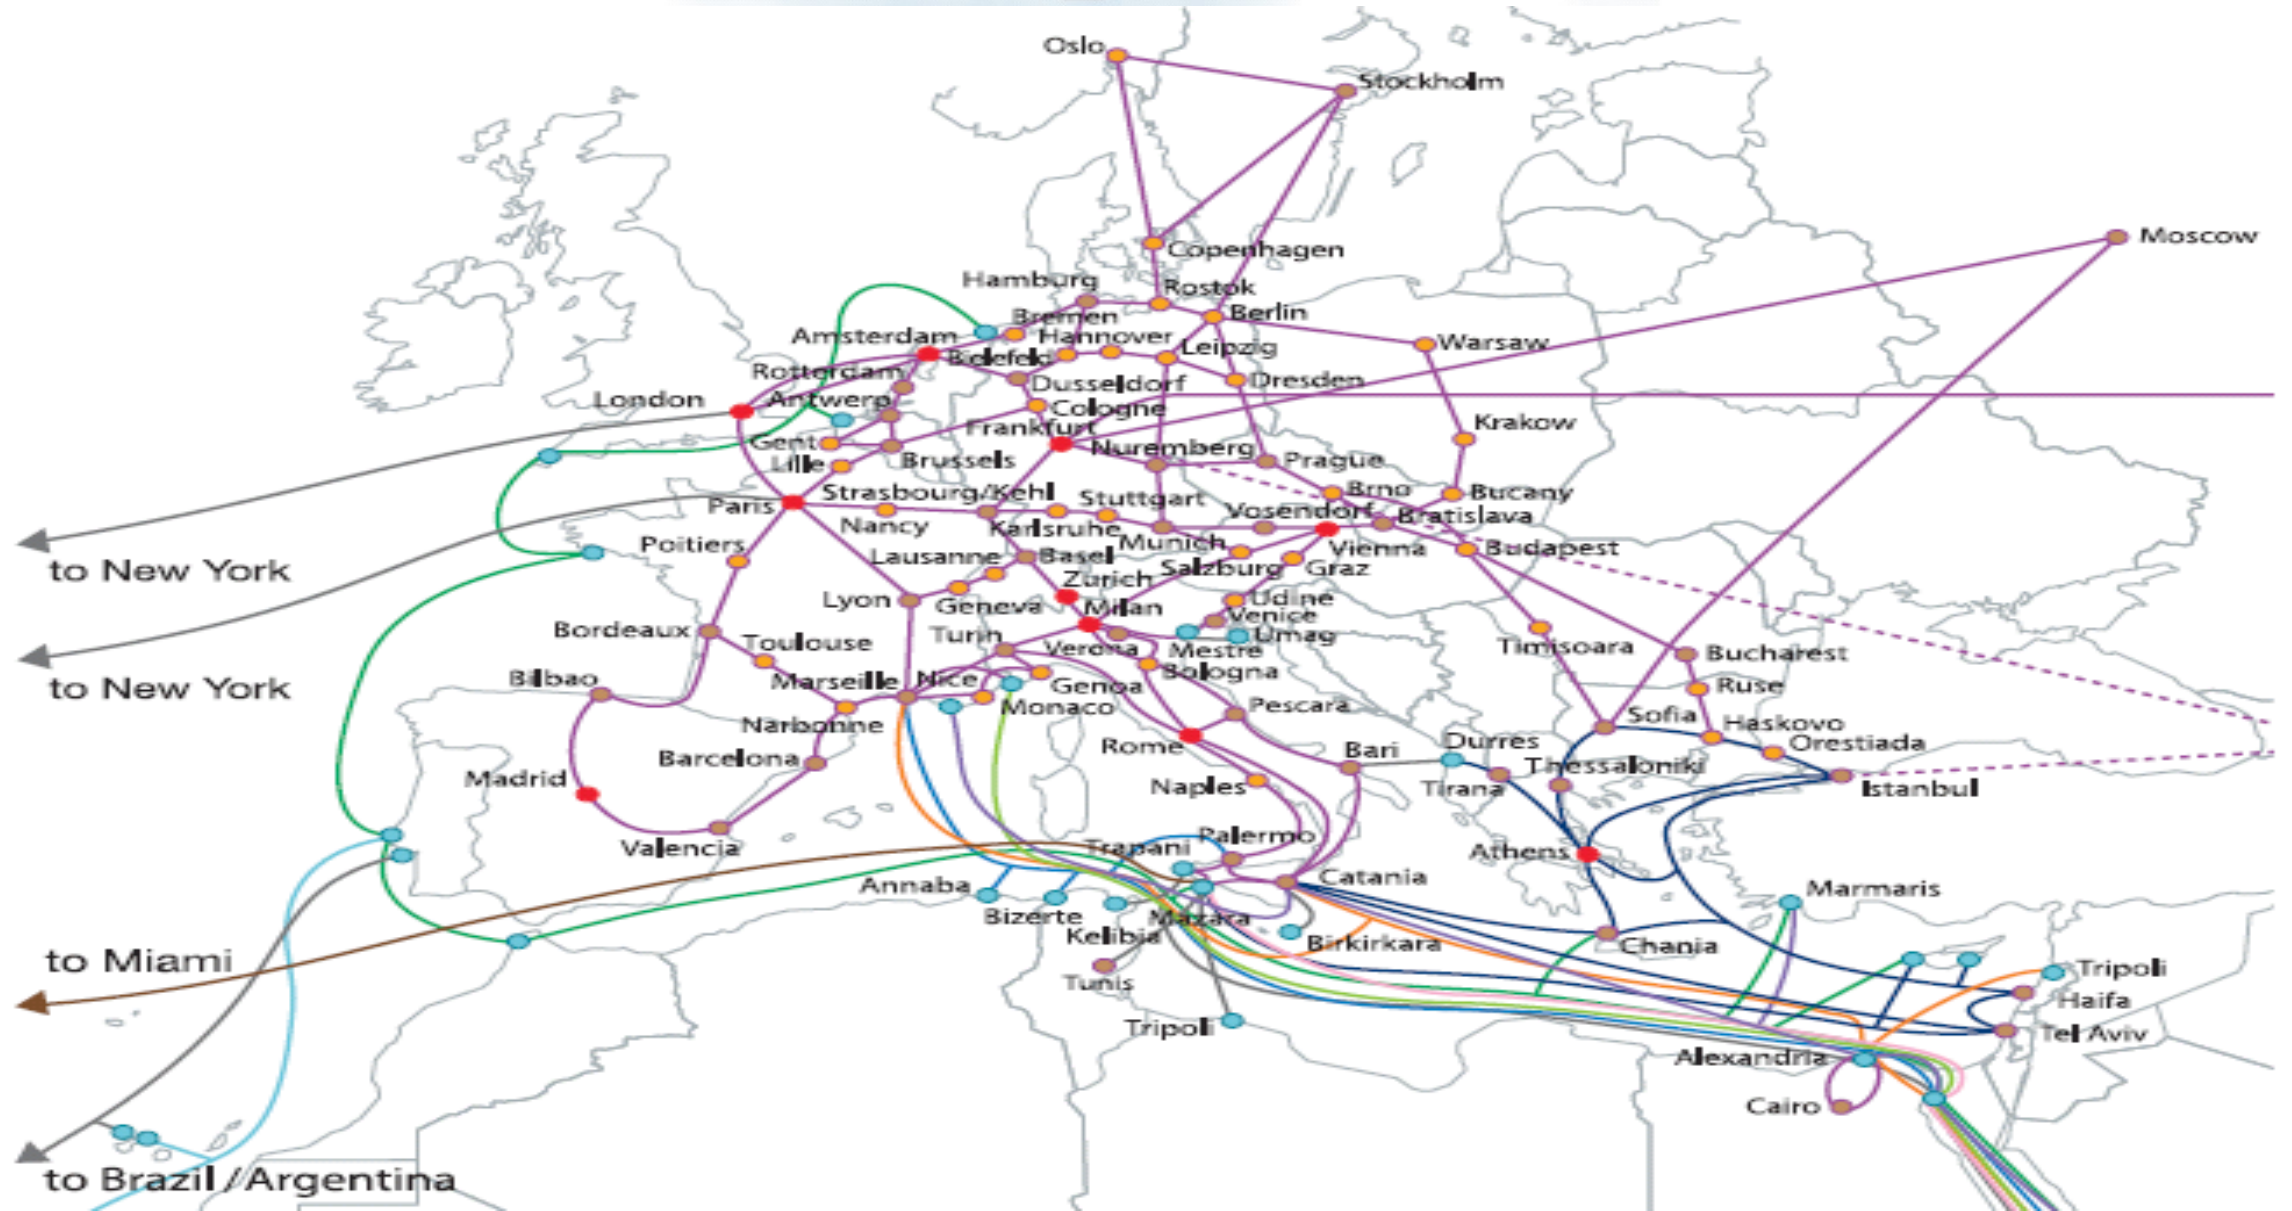 Oslo
Stockholm
Moscow
Copenhagen
Hamburg
Rostok
Bremen
Berlin
Amsterdam
Hannover
Warsaw
Bielefeld
Leipzig
Rotterdam
Dusseldorf
Dresden
London
Antwerp
Cologne
Krakow
Gent
Frankfurt
Nuremberg
Prague
Lille
Brussels
Paris
Strasbourg/Kehl
Stuttgart
Brno
Bucany
Nancy
Karlsruhe
Vosendorf
Bratislava
Poitiers
Lausanne
Basel
Munich
Vienna
Budapest
to New York
Zurich
Salzburg
Graz
Lyon
Geneva
Milan
Udine
Venice
Bordeaux
Toulouse
Turin
Verona
Mestre
Umag
Timisoara
Bucharest
Bilbao
Marseille
Nice
Genoa
Bologna
Ruse
to New York
Narbonne
Monaco
Pescara
Sofia
Haskovo
Barcelona
Rome
Bari
Durres
Orestiada
Madrid
Naples
Tirana
Thessaloniki
Istanbul
Valencia
Trapani
Palermo
Athens
Annaba
Catania
Marmaris
Bizerte
Mazara
Kelibia
Birkirkara
Chania
to Miami
Tunis
Tripoli
Haifa
Tripoli
Tel Aviv
Alexandria
Cairo
to Brazil/Argentina